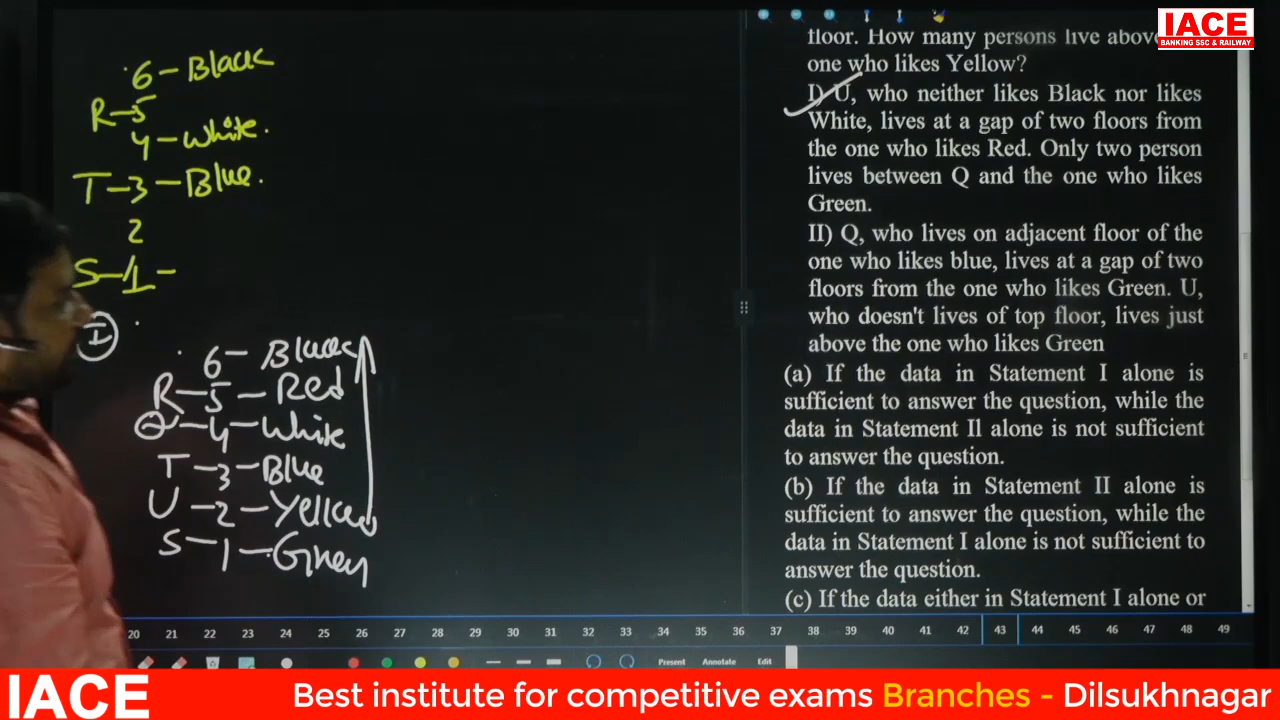 6 - Black
R - 5
4 - White.
T - 3 - Blue.
2
S - 1 -
I
6 - Black
R - 5 - Red
Q - 4 - White
T - 3 - Blue
U - 2 - Yellow
S - 1 - Green
IACE
BANKING SSC & RAILWAY
floor. How many persons live above
one who likes Yellow?
I) U, who neither likes Black nor likes
White, lives at a gap of two floors from
the one who likes Red. Only two person
lives between Q and the one who likes
Green.
II) Q, who lives on adjacent floor of the
one who likes blue, lives at a gap of two
floors from the one who likes Green. U,
who doesn't lives of top floor, lives just
above the one who likes Green
(a) If the data in Statement I alone is
sufficient to answer the question, while the
data in Statement Il alone is not sufficient
to answer the question.
(b) If the data in Statement II alone is
sufficient to answer the question, while the
data in Statement I alone is not sufficient to
answer the question.
(c) If the data either in Statement I alone or
20 21 22 23 24 25 26 27 28 29 30 31 32 33 34 35 36 37 38 39 40 41 42 43 44 45 46 47 48 49
Present Annotate Edit
IACE Best institute for competitive exams Branches - Dilsukhnagar